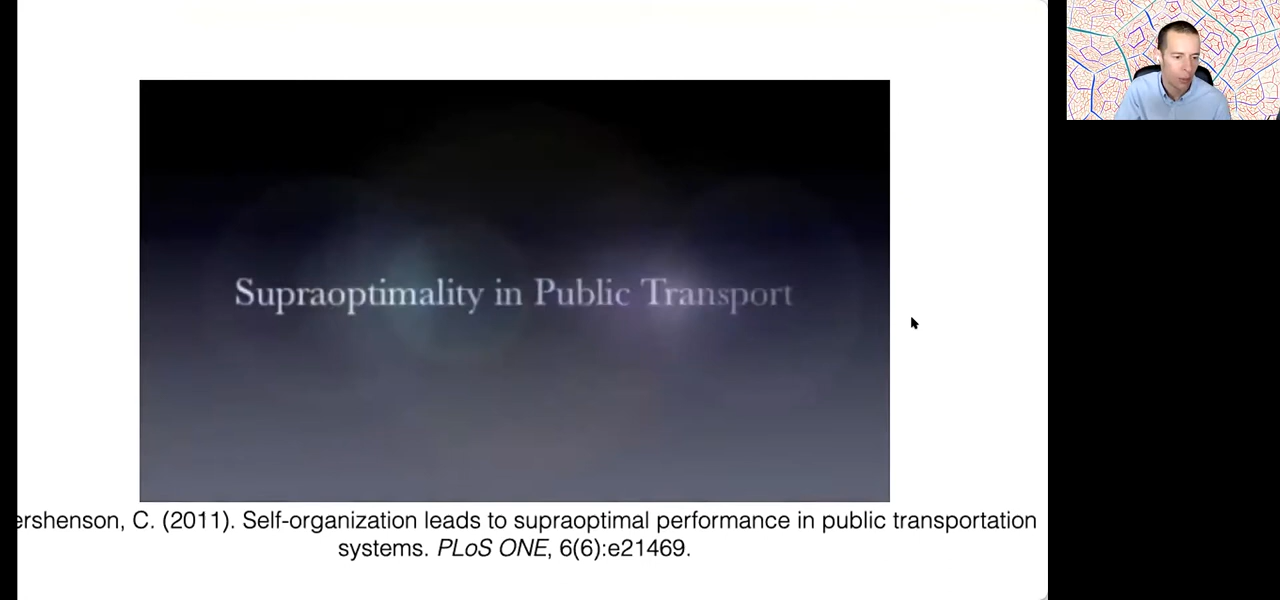 Supraoptimality in Public Transport
ershenson, C. (2011). Self-organization leads to supraoptimal performance in public transportation
systems. PLoS ONE, 6(6):e21469.